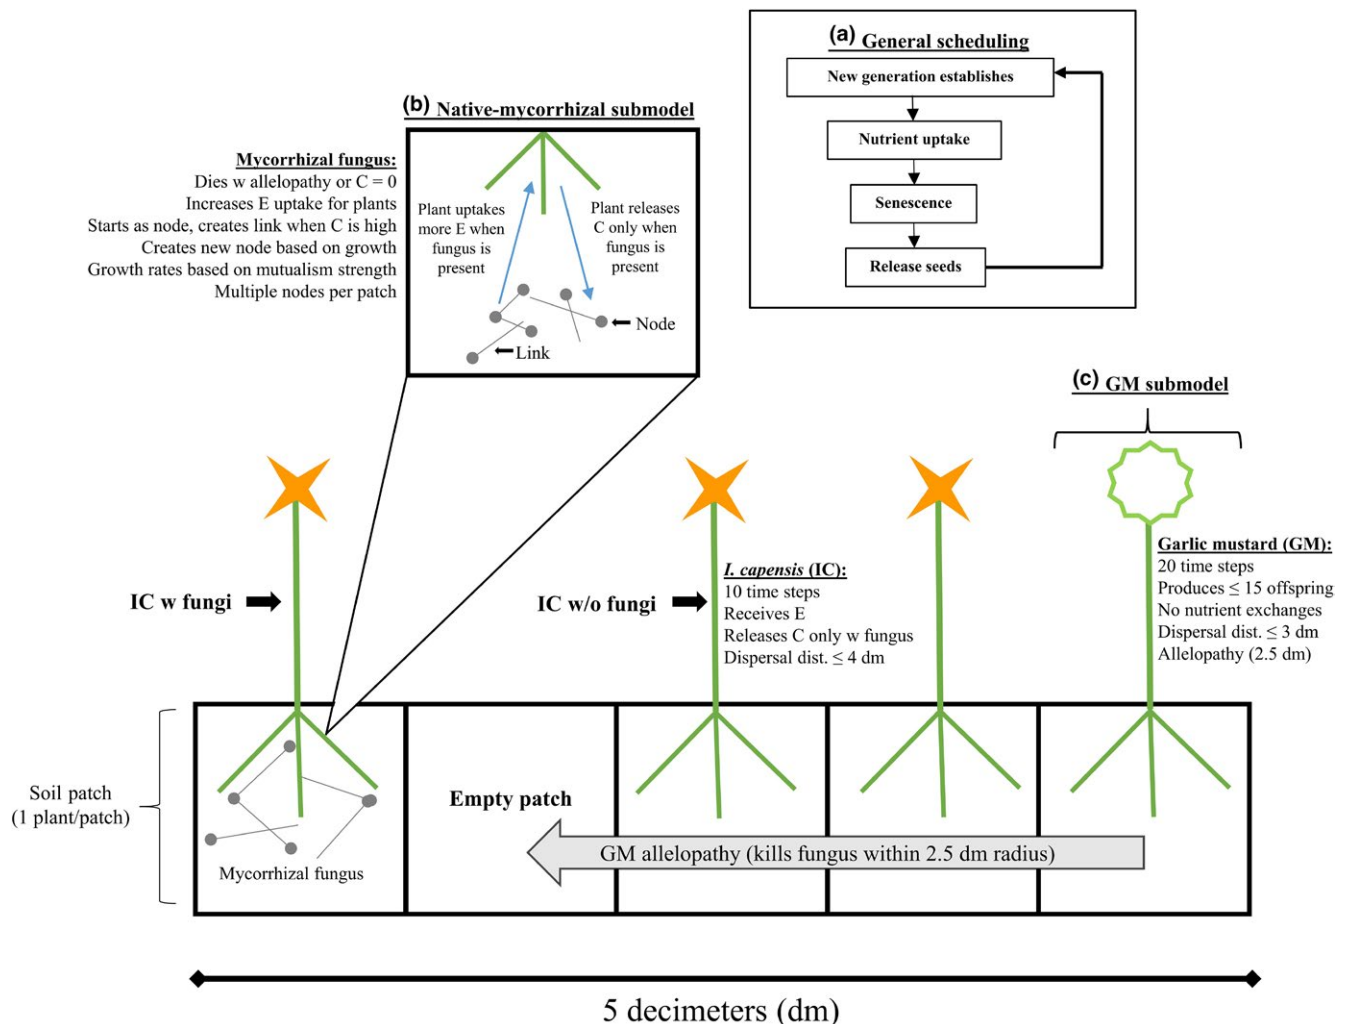 (a) General scheduling
New generation establishes
Nutrient uptake
Senescence
Release seeds
(b) Native-mycorrhizal submodel
Mycorrhizal fungus:
Dies w allelopathy or C = 0
Increases E uptake for plants
Starts as node, creates link when C is high
Creates new node based on growth
Growth rates based on mutualism strength
Multiple nodes per patch
Plant uptakes
more E when
fungus is
present
Plant releases
C only when
fungus is
present
Node
Link
(c) GM submodel
IC w fungi
IC w/o fungi
I. capensis (IC):
10 time steps
Receives E
Releases C only w fungus
Dispersal dist. ≤ 4 dm
Garlic mustard (GM):
20 time steps
Produces ≤ 15 offspring
No nutrient exchanges
Dispersal dist. ≤ 3 dm
Allelopathy (2.5 dm)
Soil patch
(1 plant/patch)
Mycorrhizal fungus
Empty patch
GM allelopathy (kills fungus within 2.5 dm radius)
5 decimeters (dm)